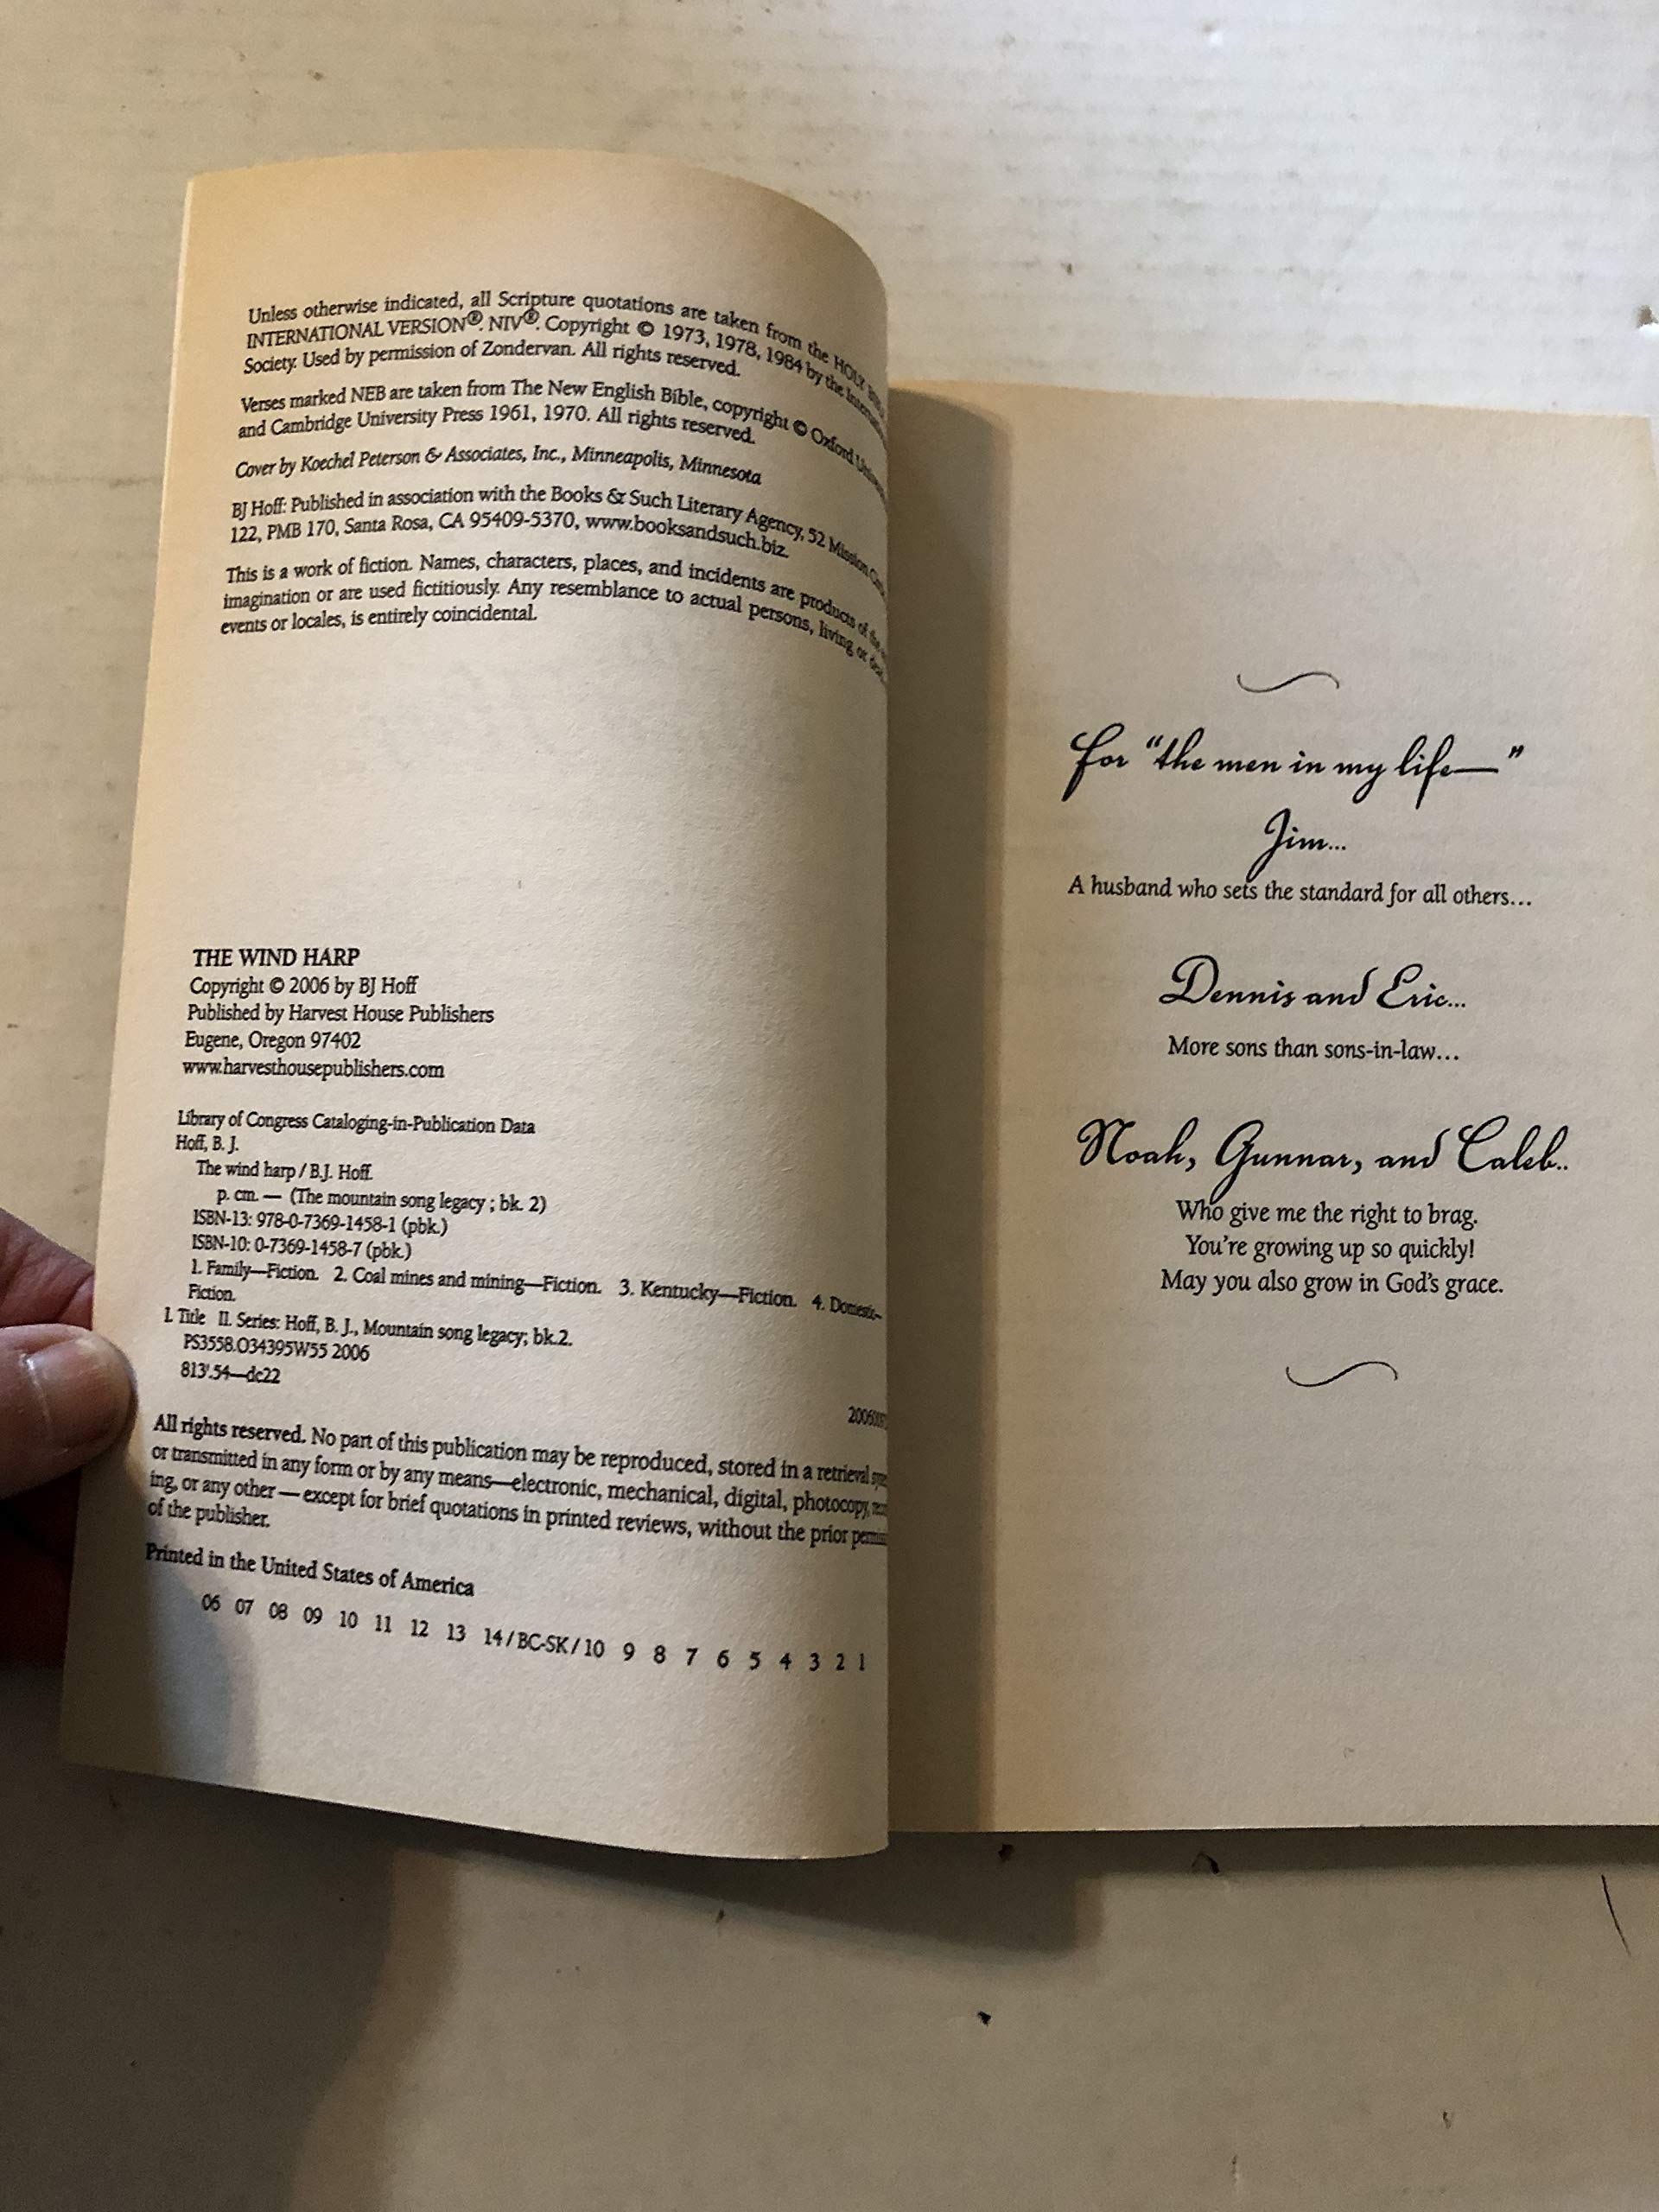 Unless otherwise indicated, all Scripture quotations are taken from the HOLY
INTERNATIONAL VERSION®. NIV®. Copyright © 1973, 1978, 1984 by the
Society. Used by permission of Zondervan. All rights reserved.
Verses marked NEB are taken from The New English Bible, copyright © Oxford
and Cambridge University Press 1961, 1970. All rights reserved.
Cover by Koechel Peterson & Associates, Inc., Minneapolis, Minnesota
BJ Hoff: Published in association with the Books & Such Literary Agency, 52 Mission
122, PMB 170, Santa Rosa, CA 95409-5370, www.booksandsuch.biz.
This is a work of fiction. Names, characters, places, and incidents are products of the
imagination or are used fictitiously. Any resemblance to actual persons, living or
events or locales, is entirely coincidental.
THE WIND HARP
Copyright © 2006 by BJ Hoff
Published by Harvest House Publishers
Eugene, Oregon 97402
www.harvesthousepublishers.com
Library of Congress Cataloging-in-Publication Data
Hoff, B. J.
The wind harp / B.J. Hoff.
p. cm. — (The mountain song legacy ; bk. 2)
ISBN-13: 978-0-7369-1458-1 (pbk.)
ISBN-10: 0-7369-1458-7 (pbk.)
1. Family—Fiction. 2. Coal mines and mining—Fiction. 3. Kentucky—Fiction. 4. Domestic
Fiction.
I. Title II. Series: Hoff, B. J., Mountain song legacy; bk.2.
PS3558.O34395W55 2006
813'.54—dc22
All rights reserved. No part of this publication may be reproduced, stored in a retrieval
or transmitted in any form or by any means—electronic, mechanical, digital, photocopy,
ing, or any other — except for brief quotations in printed reviews, without the prior
of the publisher.
Printed in the United States of America
06 07 08 09 10 11 12 13 14 / BC-SK / 10 9 8 7 6 5 4 3 2 1
For "the men in my life—"
Jim...
A husband who sets the standard for all others...
Dennis and Eric...
More sons than sons-in-law...
Noah, Gunnar, and Caleb..
Who give me the right to brag.
You're growing up so quickly!
May you also grow in God's grace.